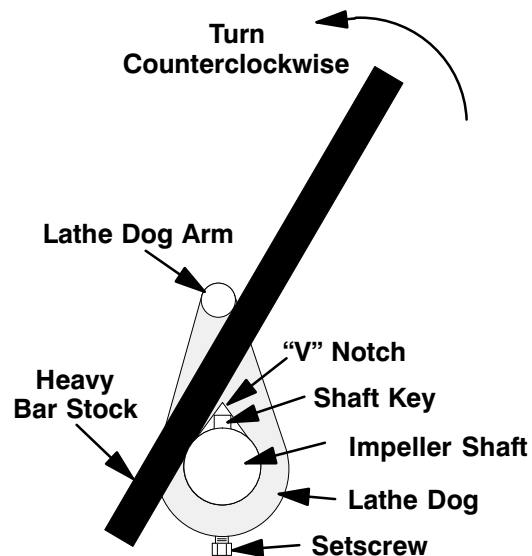 Turn
Counterclockwise
Lathe Dog Arm
“V” Notch
Heavy
Bar Stock
Shaft Key
Impeller Shaft
Lathe Dog
Setscrew